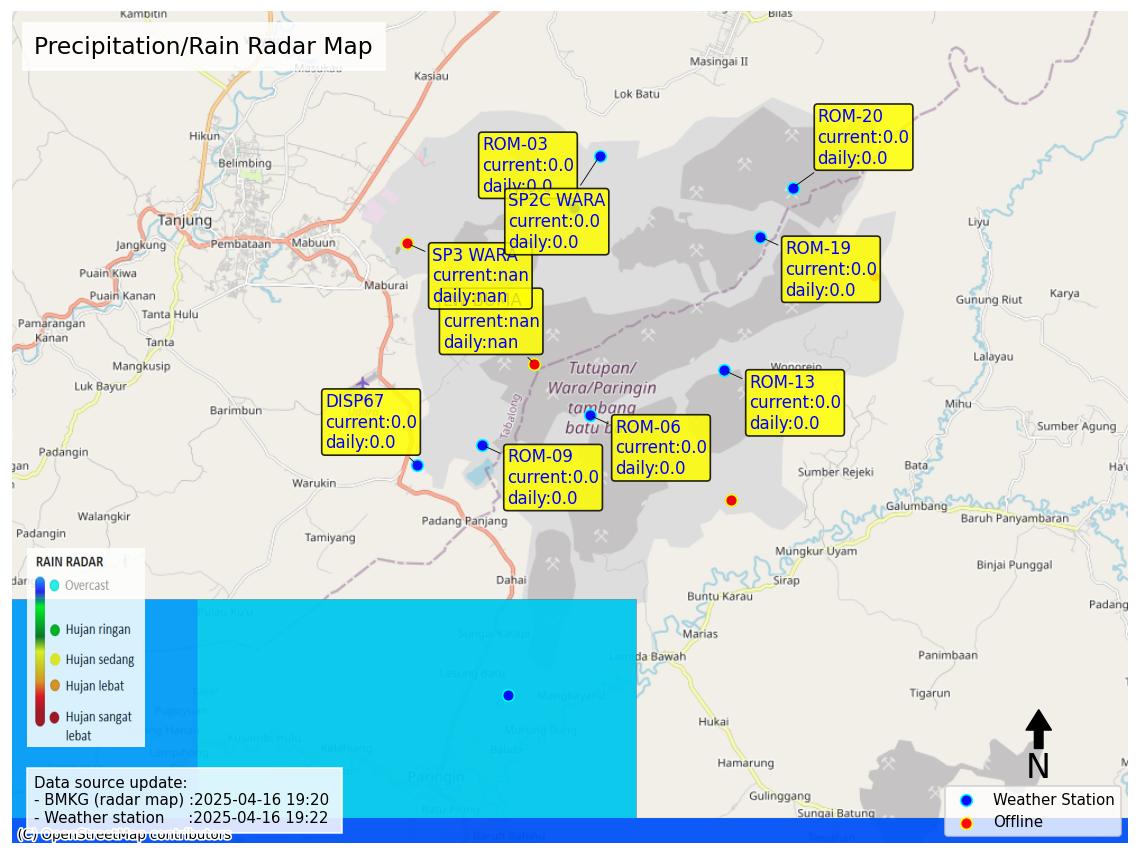 Kambitin
Bilas
Precipitation/Rain Radar Map
Masukau
Kasiau
Masingai II
Lok Batu
ROM-20
current:0.0
daily:0.0
Hikun
ROM-03
current:0.0
daily:0.0
Belimbing
SP2C WARA
current:0.0
daily:0.0
Tanjung
Liyu
Jangkung
Pembataan
Mabuun
SP3 WARA
current:nan
daily:nan
ROM-19
current:0.0
daily:0.0
Puain Kiwa
Maburai
Puain Kanan
Gunung Riut
Karya
Tanta Hulu
current:nan
daily:nan
Pamarangan
Kanan
Tanta
Lalayau
Mangkusip
Tutupan/
Wara/Paringin
tambang
batu b
Wonorejo
Luk Bayur
ROM-13
current:0.0
daily:0.0
DISP67
current:0.0
daily:0.0
Tabalong
Barimbun
Mihu
ROM-06
current:0.0
daily:0.0
Sumber Agung
Padangin
ROM-09
current:0.0
daily:0.0
Sumber Rejeki
Bata
Warukin
Galumbang
Walangkir
Padang Panjang
Baruh Panyambaran
Padangin
Tamiyang
Mungkur Uyam
Binjai Punggal
RAIN RADAR
Overcast
Hujan ringan
Hujan sedang
Hujan lebat
Hujan sangat
lebat
Dahai
Sirap
Buntu Karau
Padang
Marias
Bawah
Panimbaan
Tigarun
Hukai
Paringin
Hamarung
N
Gulinggang
Sungai Batung
Data source update:
- BMKG (radar map) :2025-04-16 19:20
- Weather station :2025-04-16 19:22
Weather Station
Offline
(C) OpenStreetMap contributors